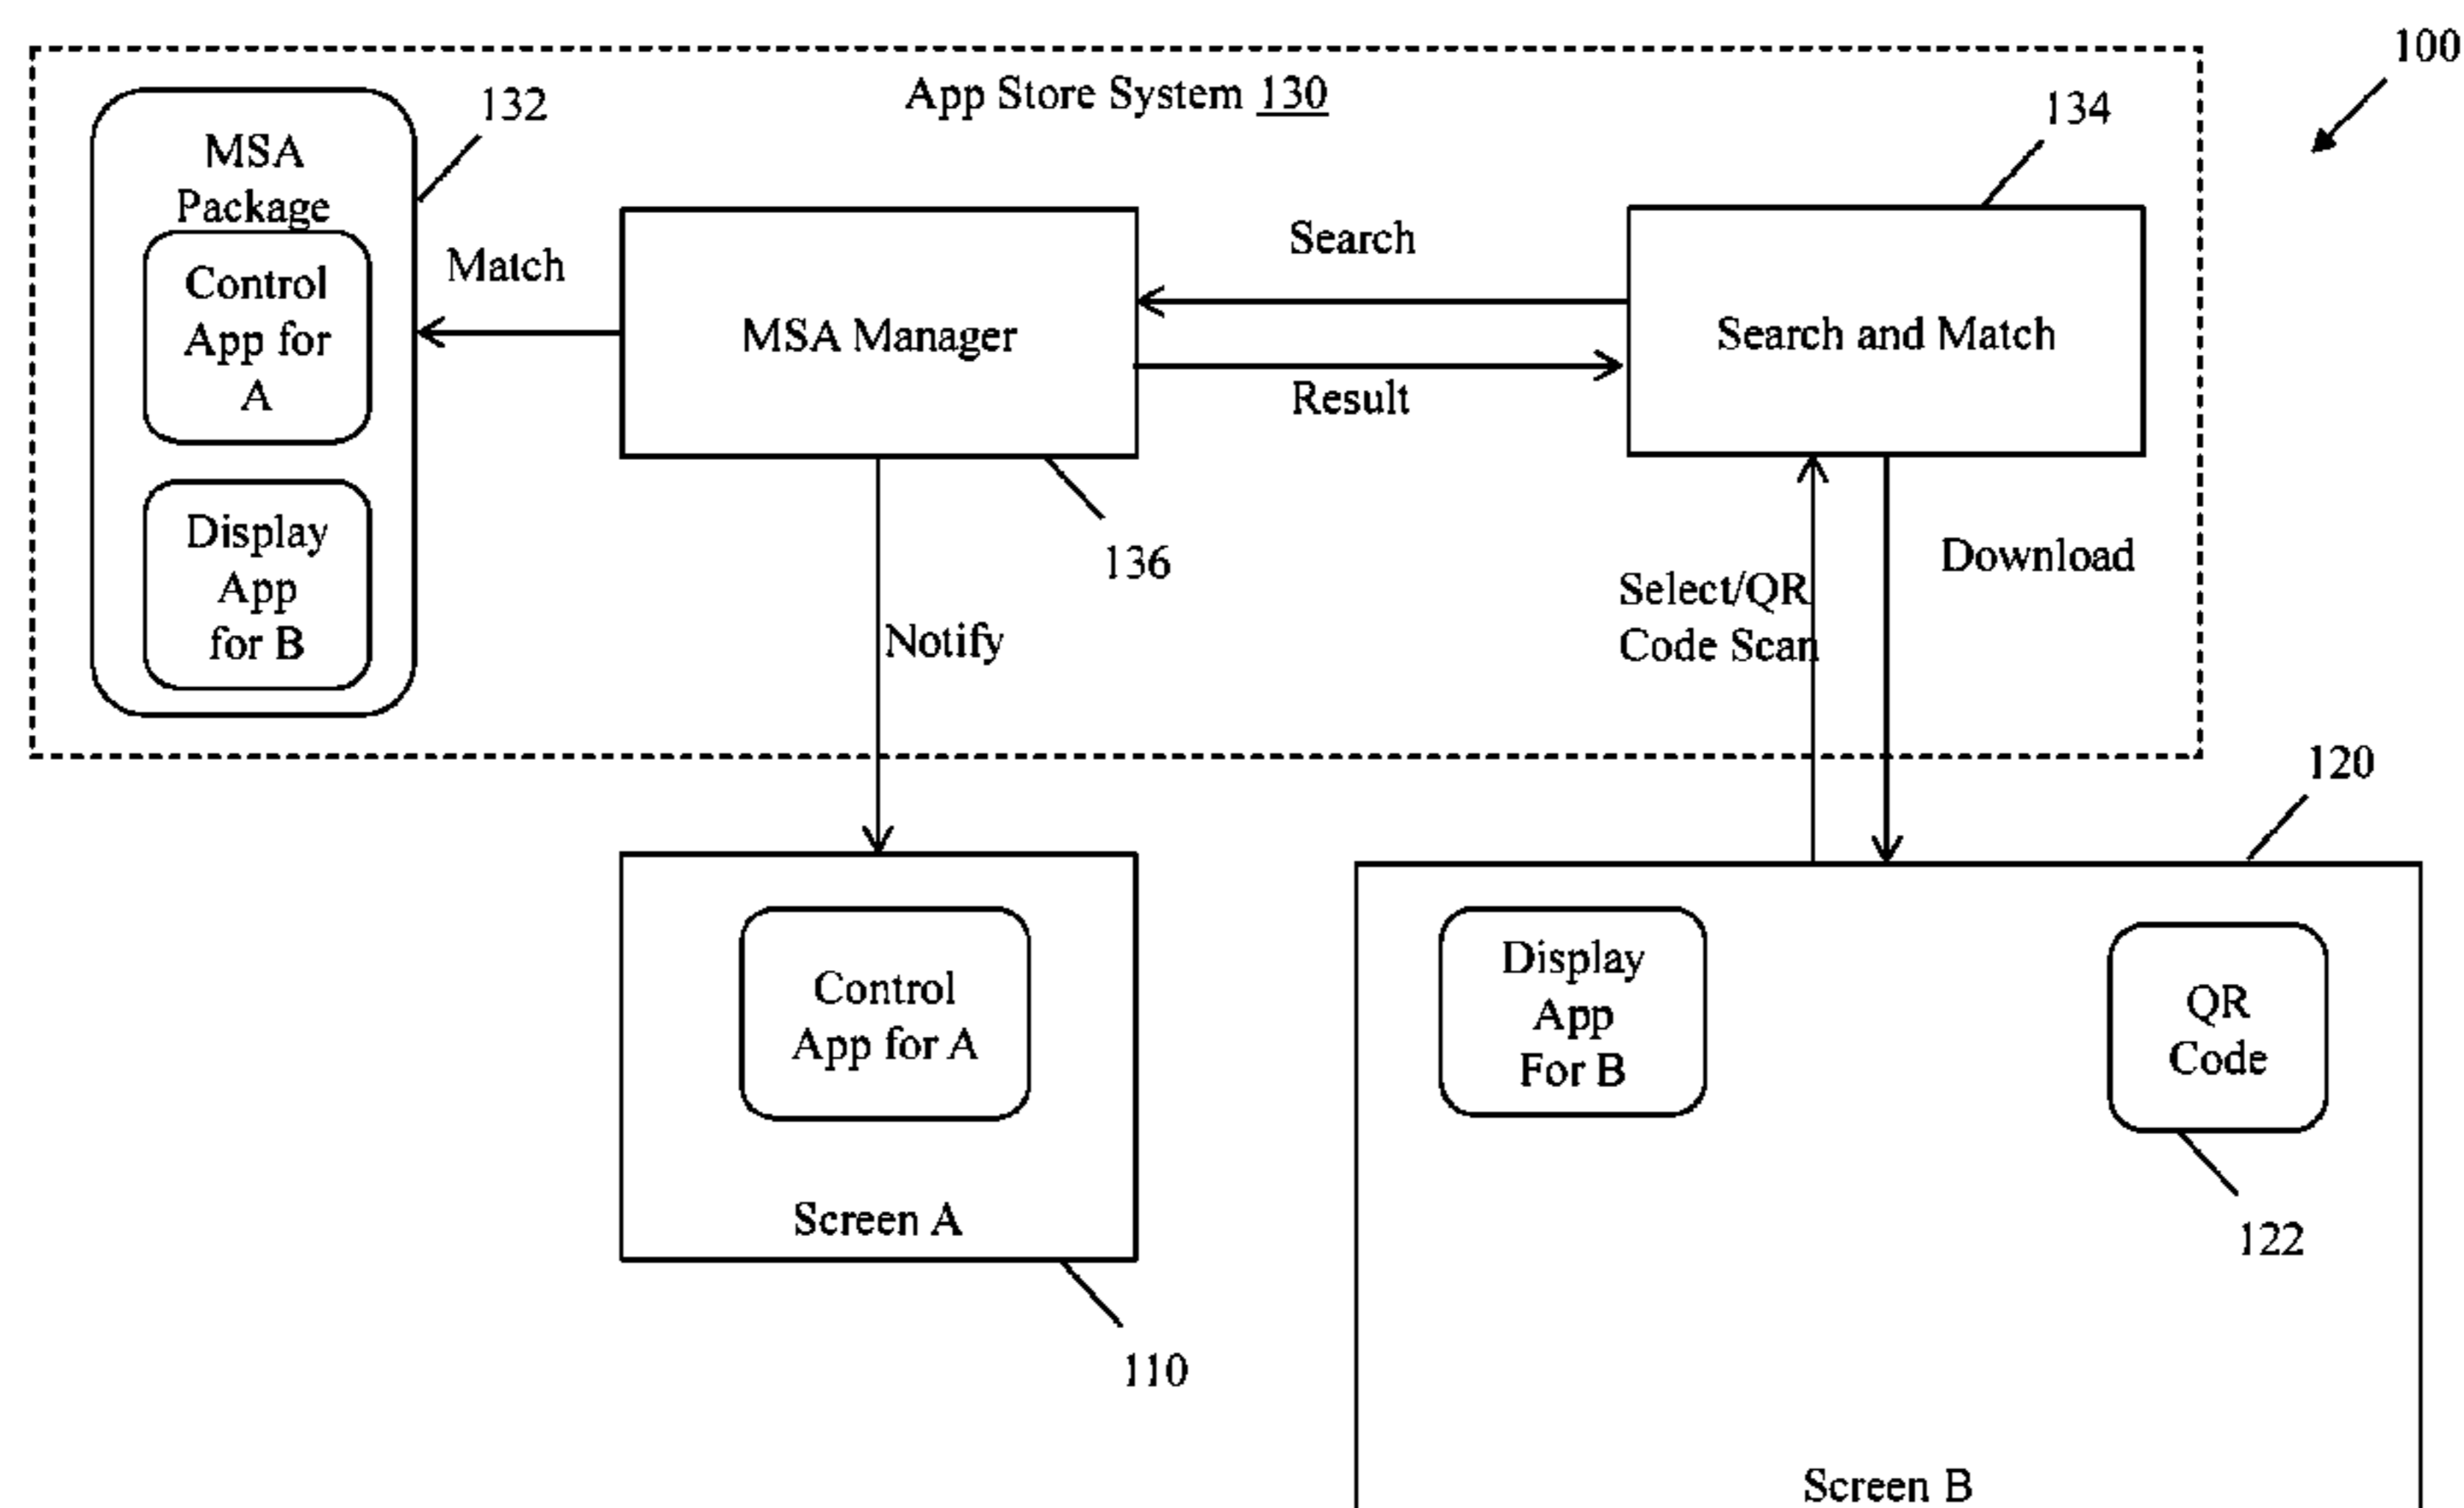 100
App Store System 130
132
134
MSA
Package
Control
App for
A
Display
App
for B
Match
MSA Manager
136
Search
Result
Search and Match
Notify
Select/QR
Code Scan
Download
120
Control
App for A
Screen A
110
Display
App
For B
QR
Code
122
Screen B